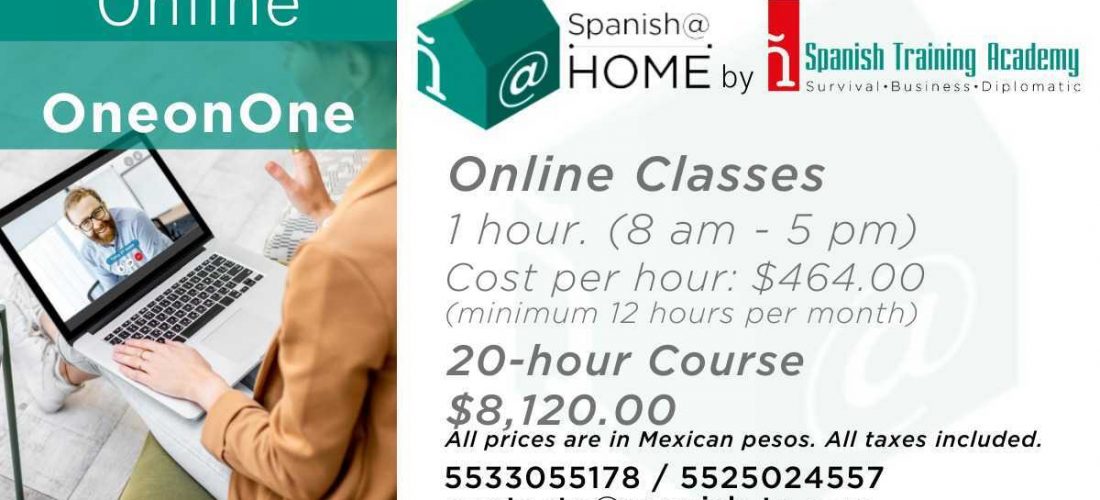 Online
OneonOne
Spanish@
HOME by
Spanish Training Academy
Survival•Business•Diplomatic
Online Classes
1 hour. (8 am - 5 pm)
Cost per hour: $464.00
(minimum 12 hours per month)
20-hour Course
$8,120.00
All prices are in Mexican pesos. All taxes included.
5533055178 / 5525024557